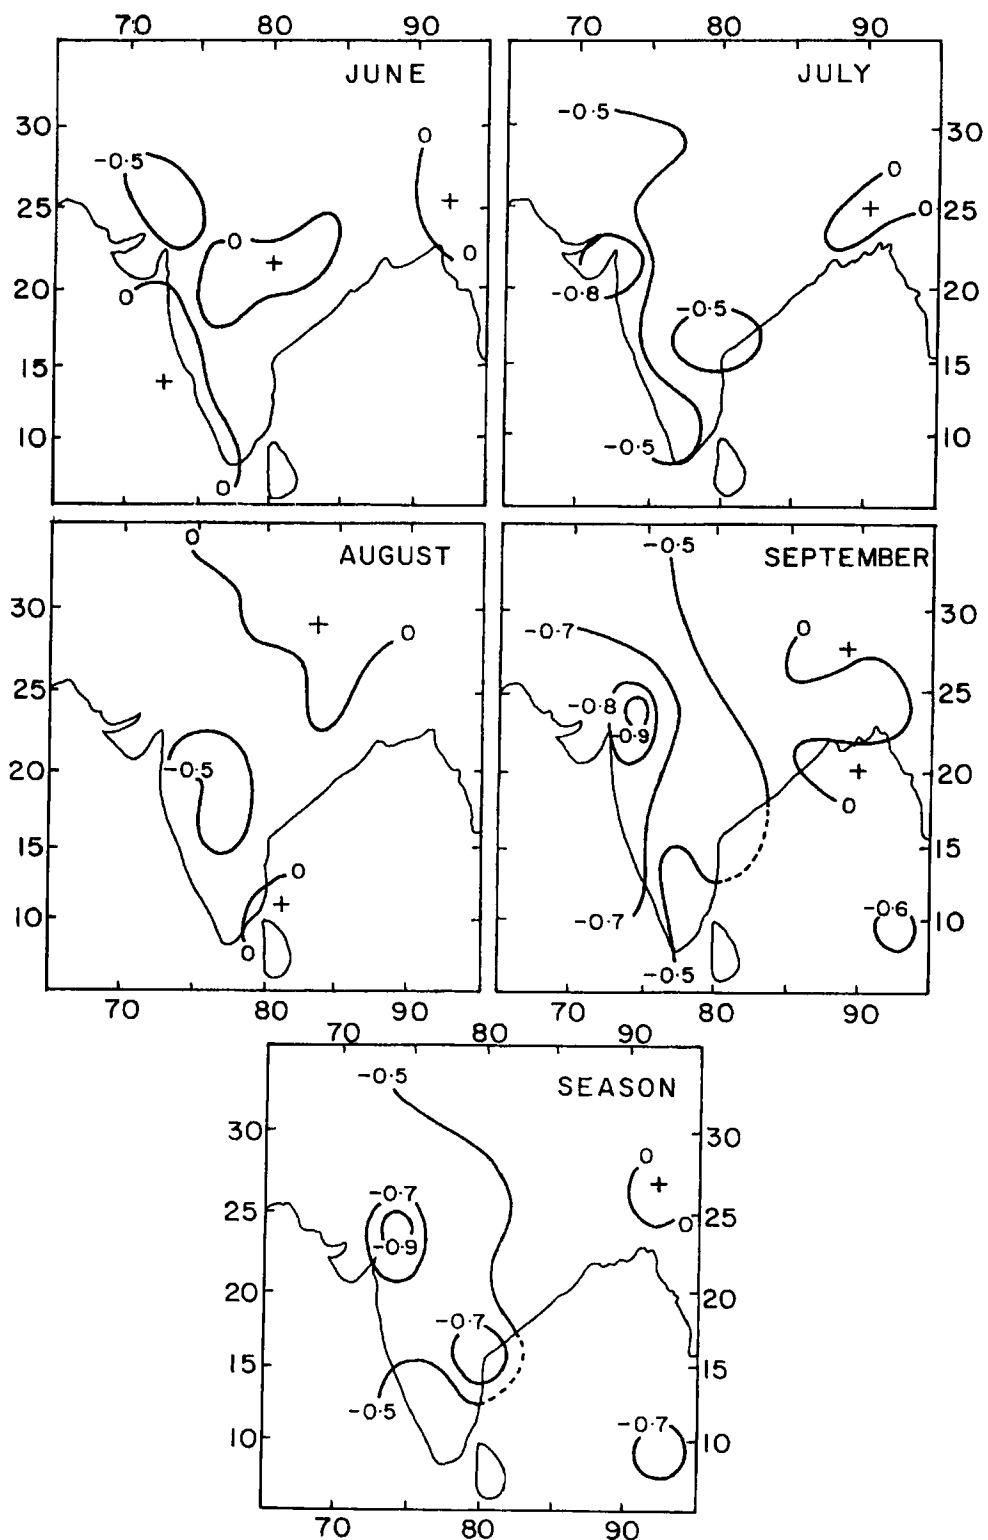 70 80 90 70 80 90
JUNE JULY
30 -0.5 0 -0.5 0 30
25 0 + + 0 25
20 0 + 0 -0.8 -0.5 20
15 + 15
10 0 -0.5 10
AUGUST SEPTEMBER
0 -0.5
30 + 0 -0.7 0 + 30
25 -0.8 -0.9 25
20 -0.5 + 0 20
15 15
10 0 + 0 -0.7 -0.5 -0.6 10
70 80 90 70 80 90
70 80 90
SEASON
-0.5
30 0 + 30
25 -0.7 -0.9 0 25
20 -0.7 20
15 -0.5 15
10 -0.7 10
70 80 90